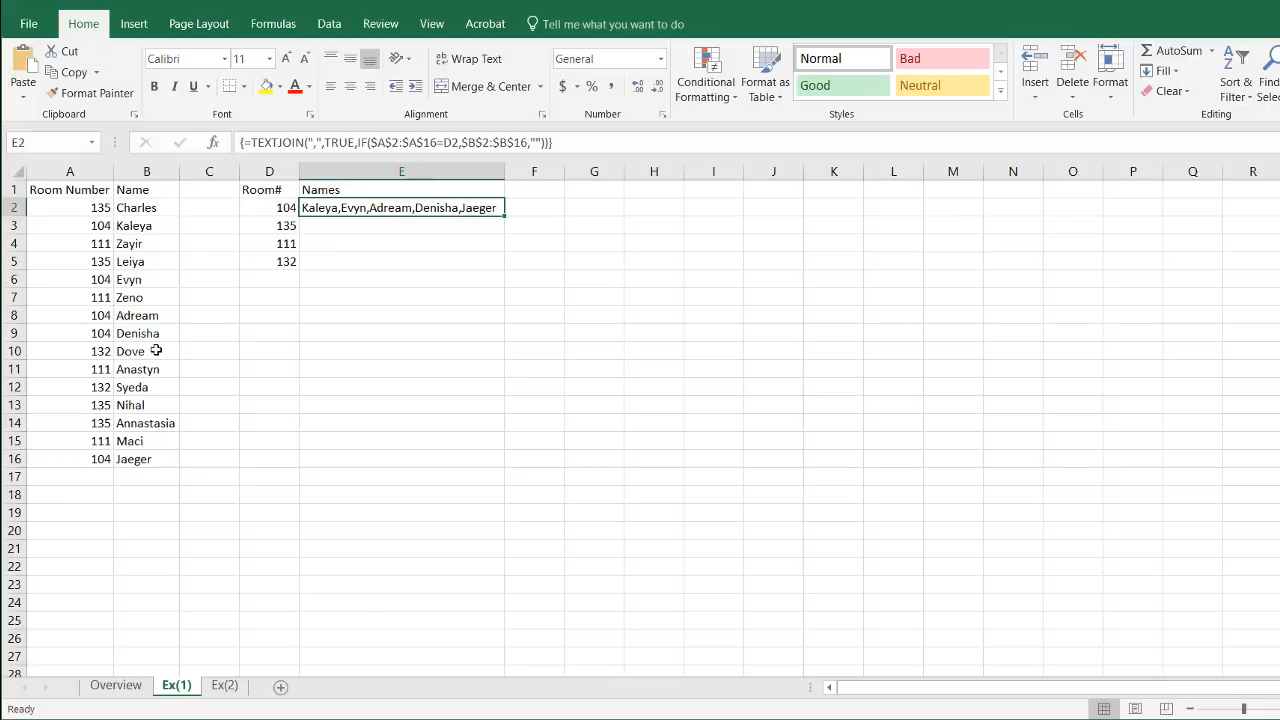 File Home Insert Page Layout Formulas Data Review View Acrobat Tell me what you want to do
Paste
Cut
Copy
Format Painter
Clipboard
Calibri 11
B I U
Font
Wrap Text
Merge & Center
Alignment
General
$ % ,
Number
Conditional
Formatting
Format as
Table
Normal Bad
Good Neutral
Styles
Insert Delete Format
Cells
AutoSum
Fill
Clear
Sort &
Filter
Editing
E2 fx {=TEXTJOIN(",",TRUE,IF($A$2:$A$16=D2,$B$2:$B$16,""))}
A B C D E F G H I J K L M N O P Q R
1 Room Number Name Room# Names
2 135 Charles 104 Kaleya,Evyn,Adream,Denisha,Jaeger
3 104 Kaleya 135
4 111 Zayir 111
5 135 Leiya 132
6 104 Evyn
7 111 Zeno
8 104 Adream
9 104 Denisha
10 132 Dove
11 111 Anastyn
12 132 Syeda
13 135 Nihal
14 135 Annastasia
15 111 Maci
16 104 Jaeger
17
18
19
20
21
22
23
24
25
26
27
28
Overview Ex(1) Ex(2)
Ready